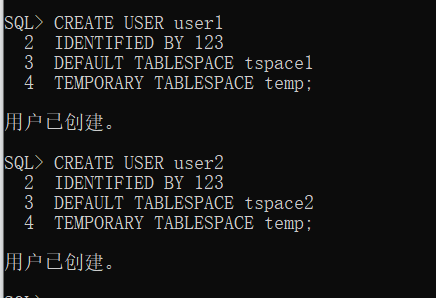 SQL> CREATE USER user1
2 IDENTIFIED BY 123
3 DEFAULT TABLESPACE tspace1
4 TEMPORARY TABLESPACE temp;
用户已创建。
SQL> CREATE USER user2
2 IDENTIFIED BY 123
3 DEFAULT TABLESPACE tspace2
4 TEMPORARY TABLESPACE temp;
用户已创建。